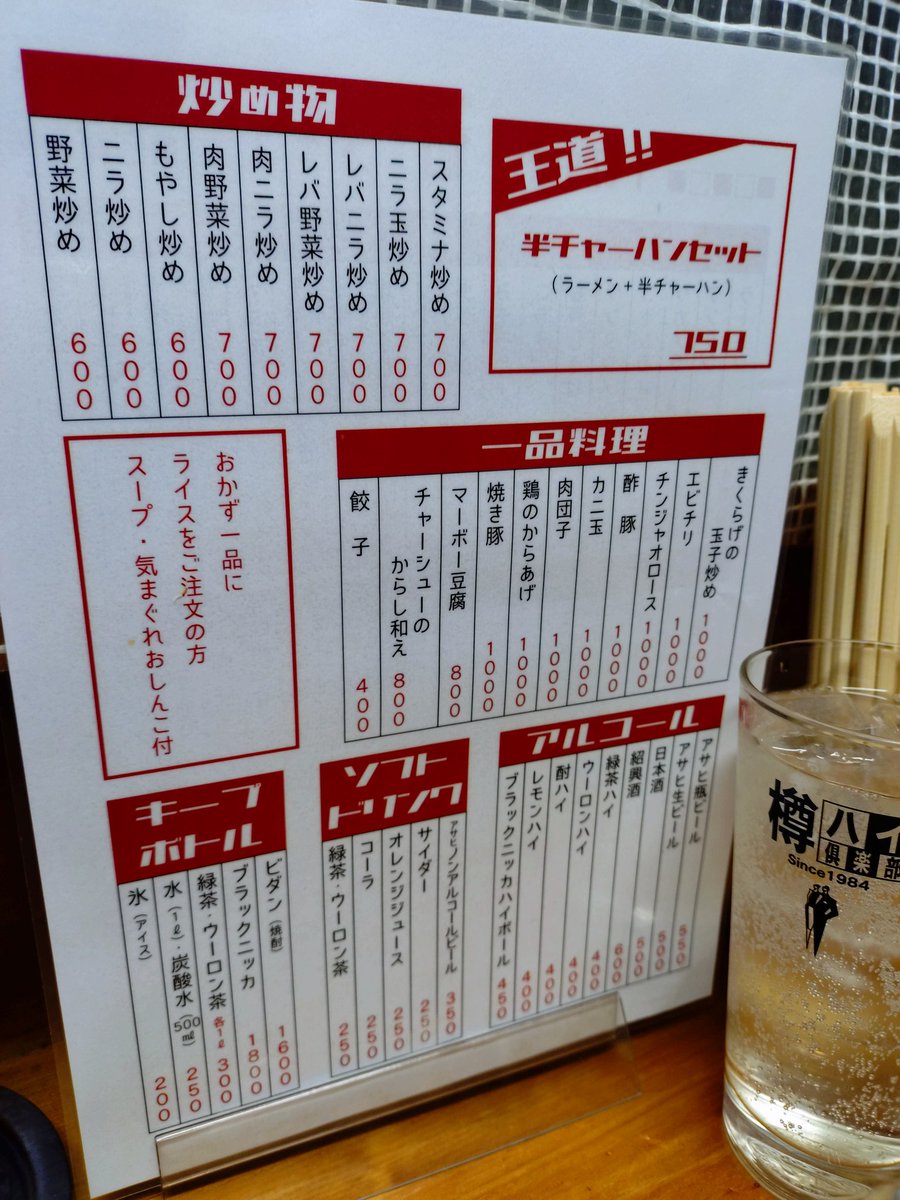 炒め物
スタミナ炒め 700
ニラ玉炒め 700
レバニラ炒め 700
レバ野菜炒め 700
肉ニラ炒め 700
肉野菜炒め 700
もやし炒め 600
ニラ炒め 600
野菜炒め 600
王道!!
半チャーハンセット
(ラーメン+半チャーハン)
750
おかず一品に
ライスをご注文の方
スープ・気まぐれおしんこ付
一品料理
きくらげの
玉子炒め 1000
エビチリ 1000
チンジャオロース 1000
酢豚 1000
カニ玉 1000
肉団子 1000
鶏のからあげ 1000
焼き豚 1000
マーボー豆腐 800
チャーシューの
からし和え 800
餃子 400
アルコール
アサヒ瓶ビール 550
アサヒ生ビール 500
日本酒 500
紹興酒 600
緑茶ハイ 400
ウーロンハイ 400
酎ハイ 400
レモンハイ 400
ブラックニッカハイボール 450
ソフト
ドリンク
アサヒノンアルコールビール 350
サイダー 250
オレンジジュース 250
コーラ 250
緑茶・ウーロン茶 250
キープ
ボトル
ビダン(焼酎) 1600
ブラックニッカ 1800
緑茶・ウーロン茶 各1ℓ 300
水(1ℓ)・炭酸水(500㎖) 250
氷(アイス) 200
樽ハイ
倶楽部
Since1984